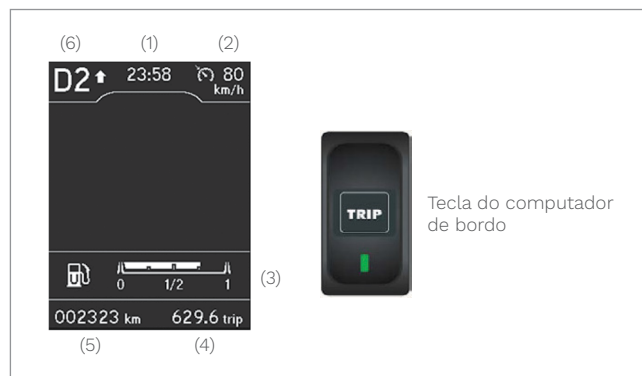 (6) (1) (2)
D2 23:58 80
km/h
TRIP
Tecla do computador
de bordo
0 1/2 1
(3)
002323 km 629.6 trip
(5) (4)